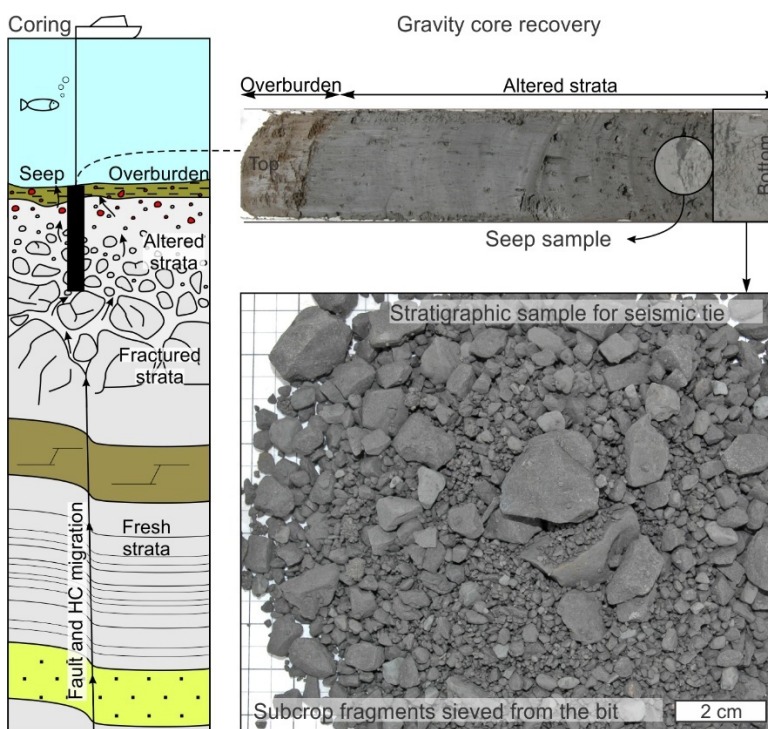 Coring
Gravity core recovery
Overburden
Altered strata
Top
Bottom
Seep
Overburden
Seep sample
Altered
strata
Stratigraphic sample for seismic tie
Fractured
strata
Fresh
strata
Fault and HC migration
Subcrop fragments sieved from the bit
2 cm